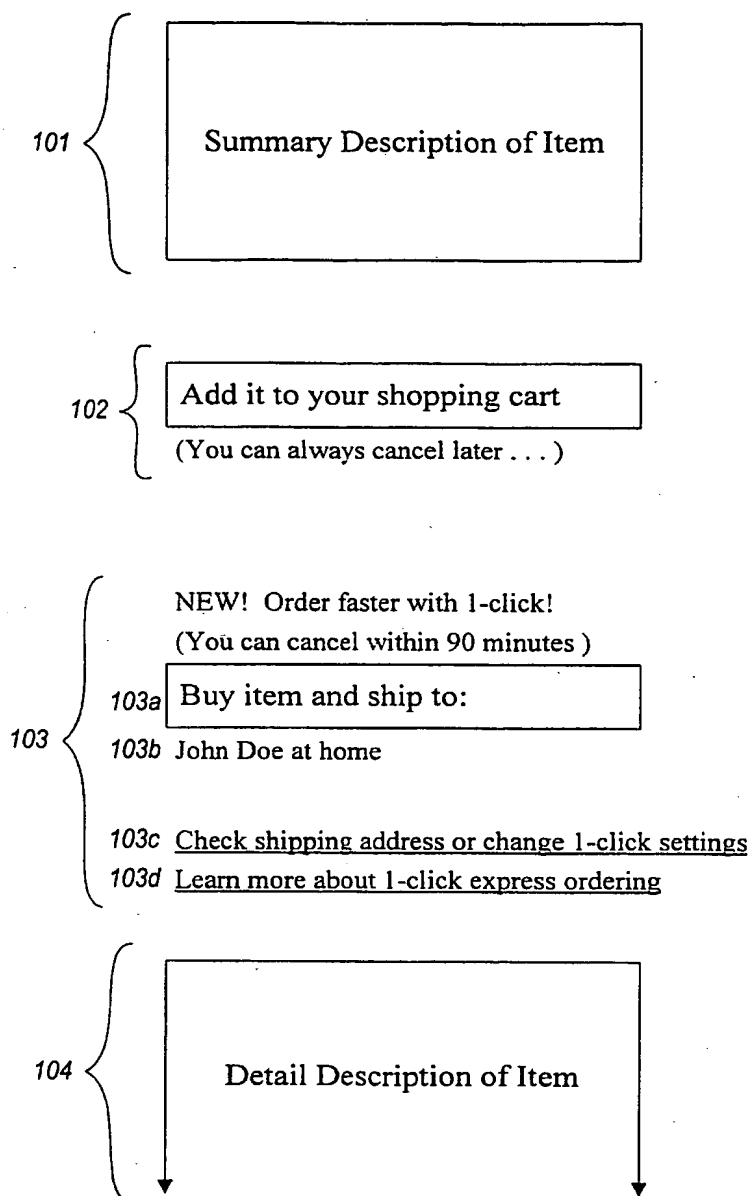 101
Summary Description of Item
102
Add it to your shopping cart
(You can always cancel later . . . )
103
NEW! Order faster with 1-click!
(You can cancel within 90 minutes )
103a Buy item and ship to:
103b John Doe at home
103c Check shipping address or change 1-click settings
103d Learn more about 1-click express ordering
104
Detail Description of Item